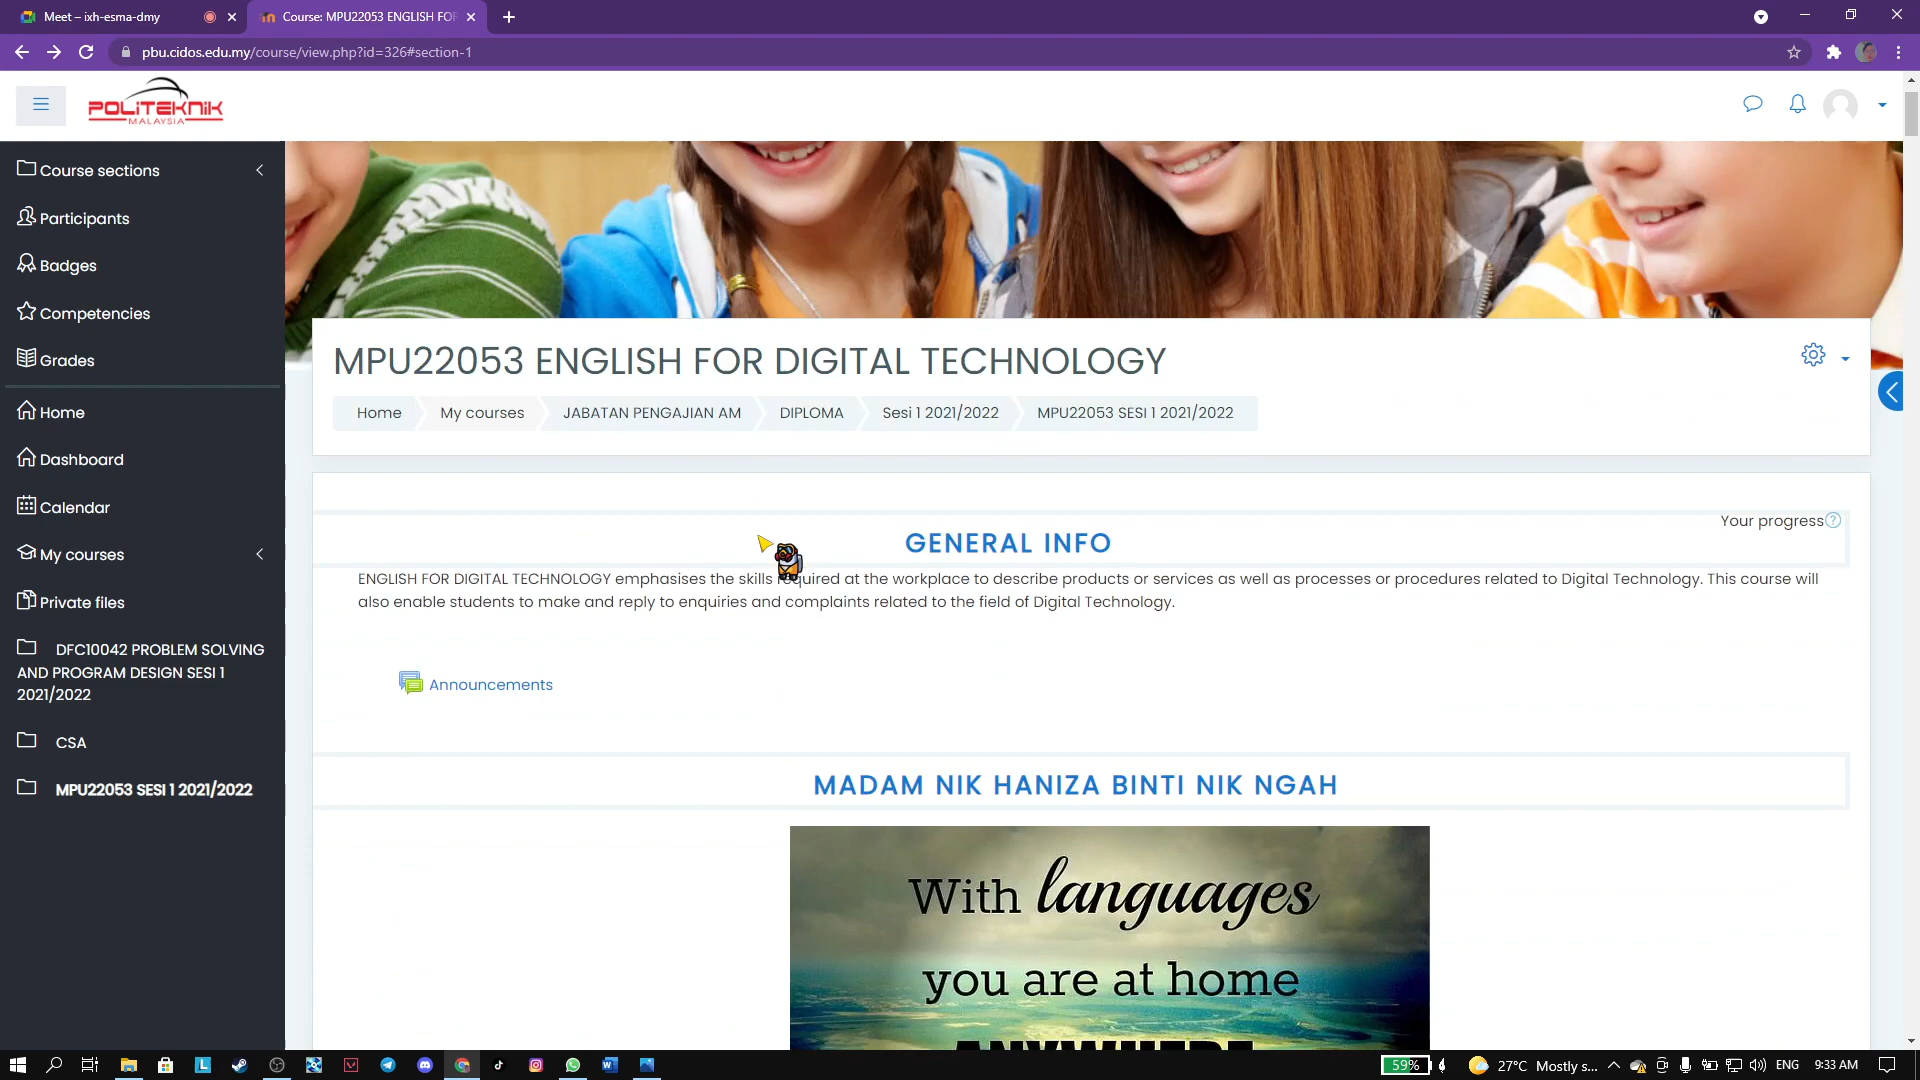 Meet – ixh-esma-dmy
Course: MPU22053 ENGLISH FOR
pbu.cidos.edu.my/course/view.php?id=326#section-1
POLITEKNIK
MALAYSIA
Course sections
Participants
Badges
Competencies
Grades
Home
Dashboard
Calendar
My courses
Private files
DFC10042 PROBLEM SOLVING
AND PROGRAM DESIGN SESI 1
2021/2022
CSA
MPU22053 SESI 1 2021/2022
MPU22053 ENGLISH FOR DIGITAL TECHNOLOGY
Home My courses JABATAN PENGAJIAN AM DIPLOMA Sesi 1 2021/2022 MPU22053 SESI 1 2021/2022
Your progress
GENERAL INFO
ENGLISH FOR DIGITAL TECHNOLOGY emphasises the skills required at the workplace to describe products or services as well as processes or procedures related to Digital Technology. This course will
also enable students to make and reply to enquiries and complaints related to the field of Digital Technology.
Announcements
MADAM NIK HANIZA BINTI NIK NGAH
With languages
you are at home
ANYWHERE
59% 27°C Mostly s... ENG 9:33 AM